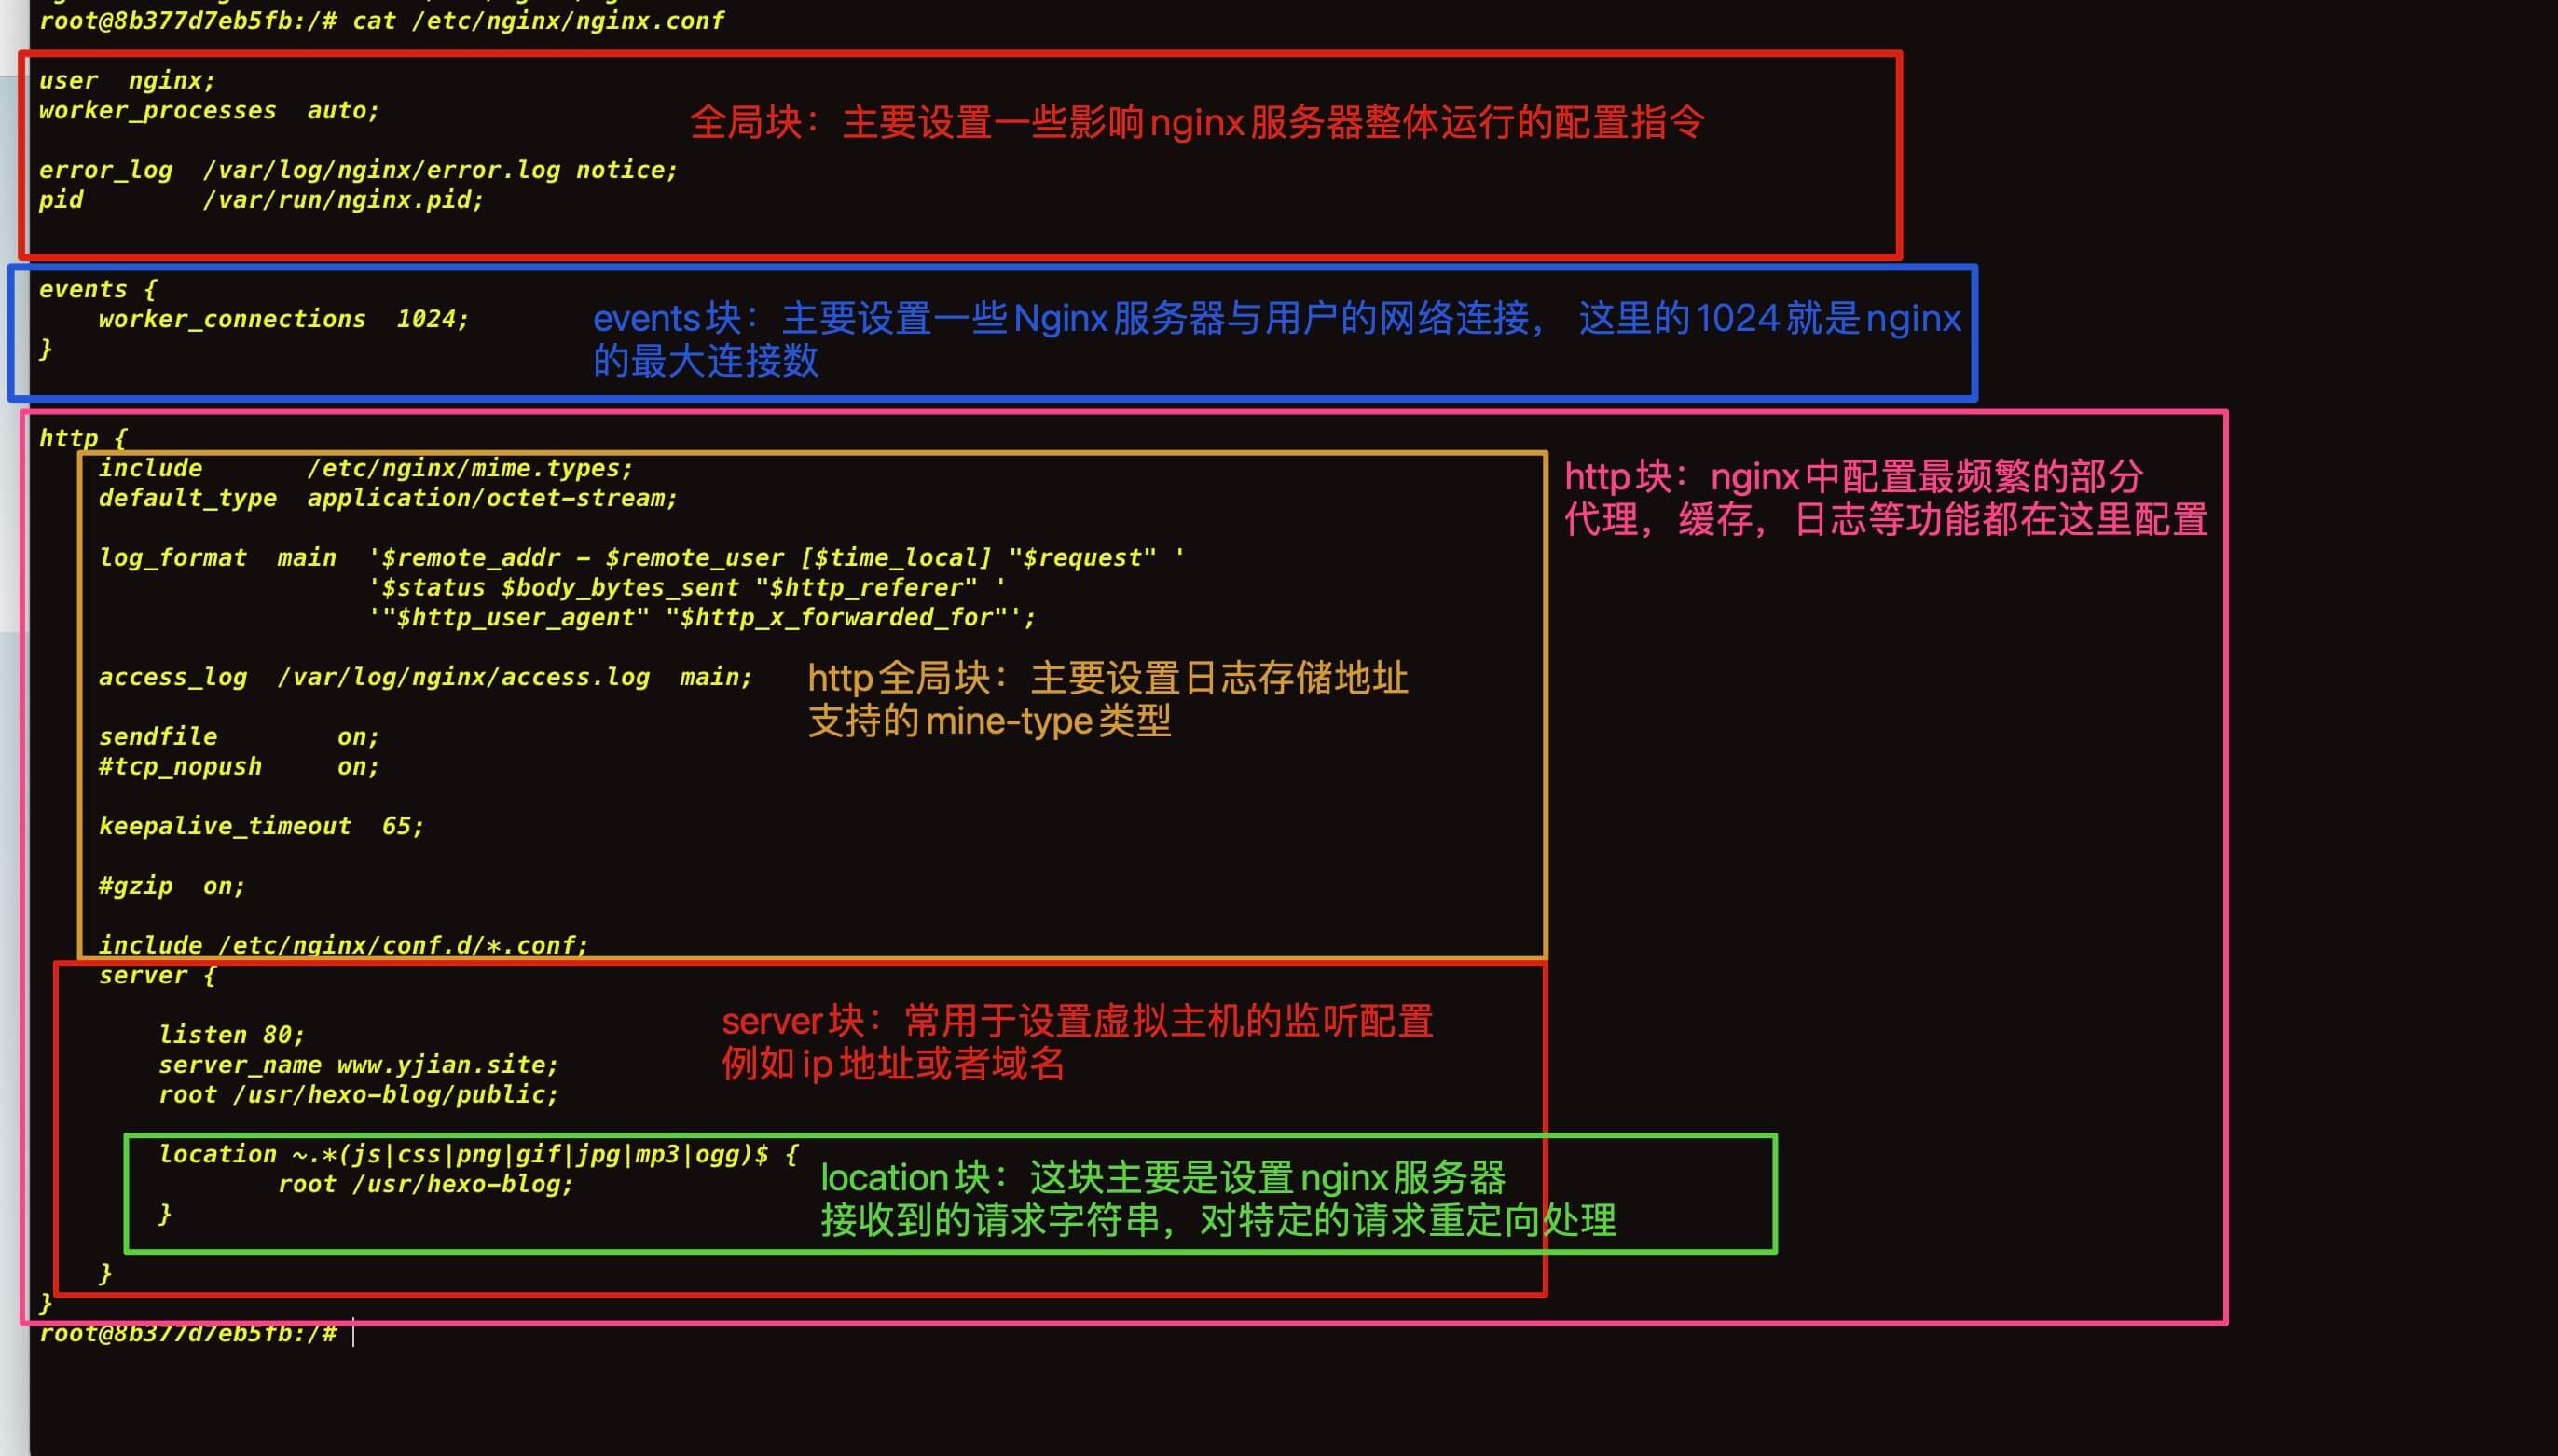 root@8b377d7eb5fb:/# cat /etc/nginx/nginx.conf
user  nginx;
worker_processes  auto;
全局块：主要设置一些影响nginx服务器整体运行的配置指令
error_log  /var/log/nginx/error.log notice;
pid        /var/run/nginx.pid;
events {
    worker_connections  1024;
}
events块：主要设置一些Nginx服务器与用户的网络连接， 这里的1024就是nginx
的最大连接数
http {
    include       /etc/nginx/mime.types;
    default_type  application/octet-stream;
http块：nginx中配置最频繁的部分
代理，缓存，日志等功能都在这里配置
    log_format  main  '$remote_addr - $remote_user [$time_local] "$request" '
                      '$status $body_bytes_sent "$http_referer" '
                      '"$http_user_agent" "$http_x_forwarded_for"';
    access_log  /var/log/nginx/access.log  main;
http全局块：主要设置日志存储地址
支持的mine-type类型
    sendfile        on;
    #tcp_nopush     on;
    keepalive_timeout  65;
    #gzip  on;
    include /etc/nginx/conf.d/*.conf;
    server {
        listen 80;
        server_name www.yjian.site;
        root /usr/hexo-blog/public;
server块：常用于设置虚拟主机的监听配置
例如ip地址或者域名
        location ~.*(js|css|png|gif|jpg|mp3|ogg)$ {
                root /usr/hexo-blog;
        }
location块：这块主要是设置nginx服务器
接收到的请求字符串，对特定的请求重定向处理
    }
}
root@8b377d7eb5fb:/#